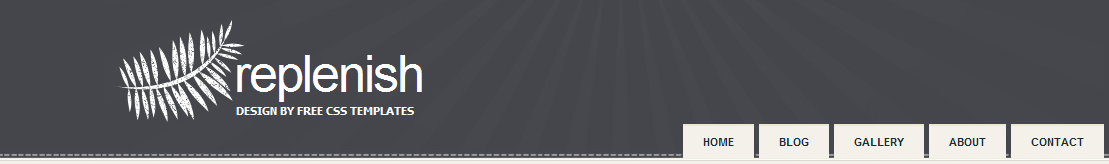 replenish
DESIGN BY FREE CSS TEMPLATES
HOME BLOG GALLERY ABOUT CONTACT